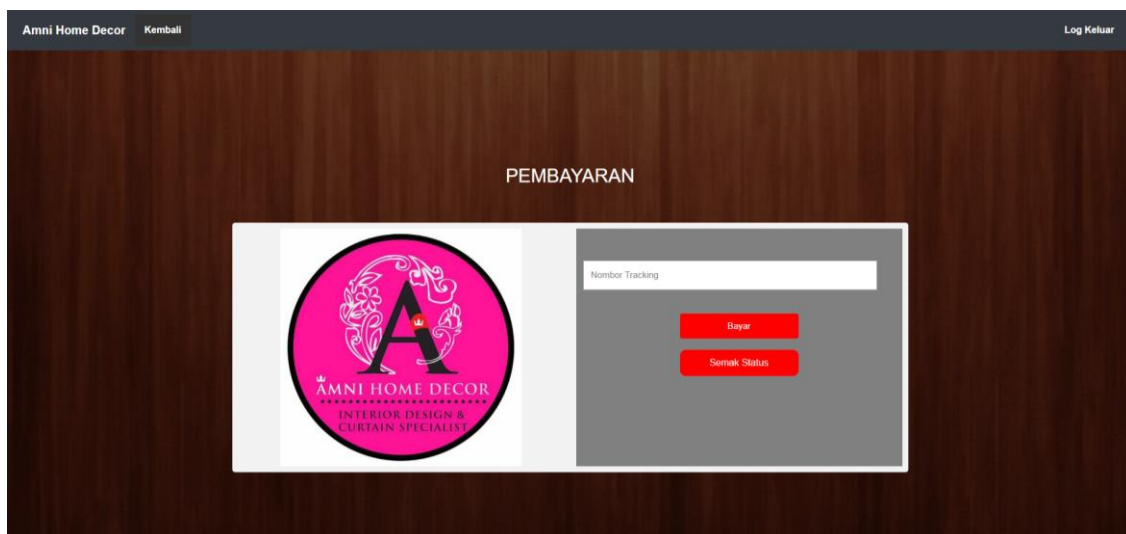 Amni Home Decor
Kembali
Log Keluar
PEMBAYARAN
A
AMNI HOME DECOR
INTERIOR DESIGN &
CURTAIN SPECIALIST
Nombor Tracking
Bayar
Semak Status